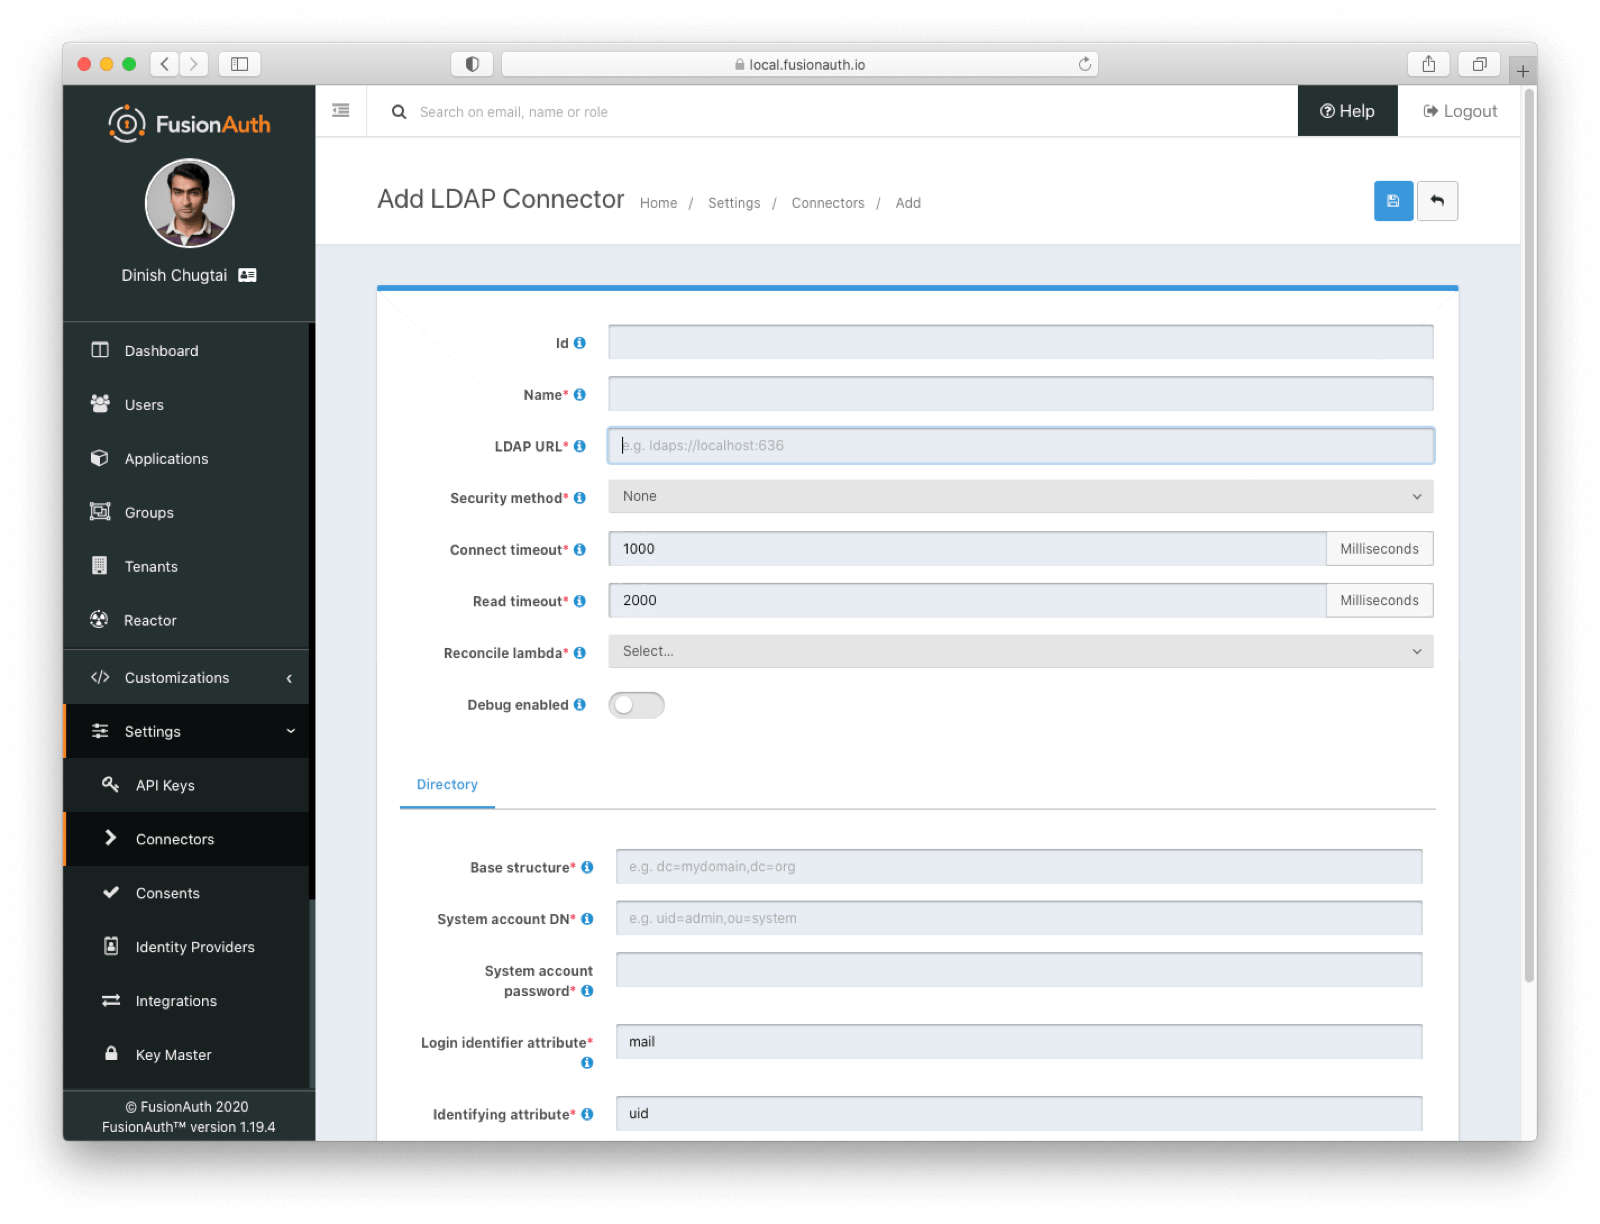 local.fusionauth.io
FusionAuth
Search on email, name or role
Help
Logout
Add LDAP Connector
Home / Settings / Connectors / Add
Dinish Chugtai
Dashboard
Users
Applications
Groups
Tenants
Reactor
Customizations
Settings
API Keys
Connectors
Consents
Identity Providers
Integrations
Key Master
© FusionAuth 2020
FusionAuth™ version 1.19.4
Id
Name*
LDAP URL* e.g. ldaps://localhost:636
Security method* None
Connect timeout* 1000 Milliseconds
Read timeout* 2000 Milliseconds
Reconcile lambda* Select...
Debug enabled
Directory
Base structure* e.g. dc=mydomain,dc=org
System account DN* e.g. uid=admin,ou=system
System account
password*
Login identifier attribute* mail
Identifying attribute* uid